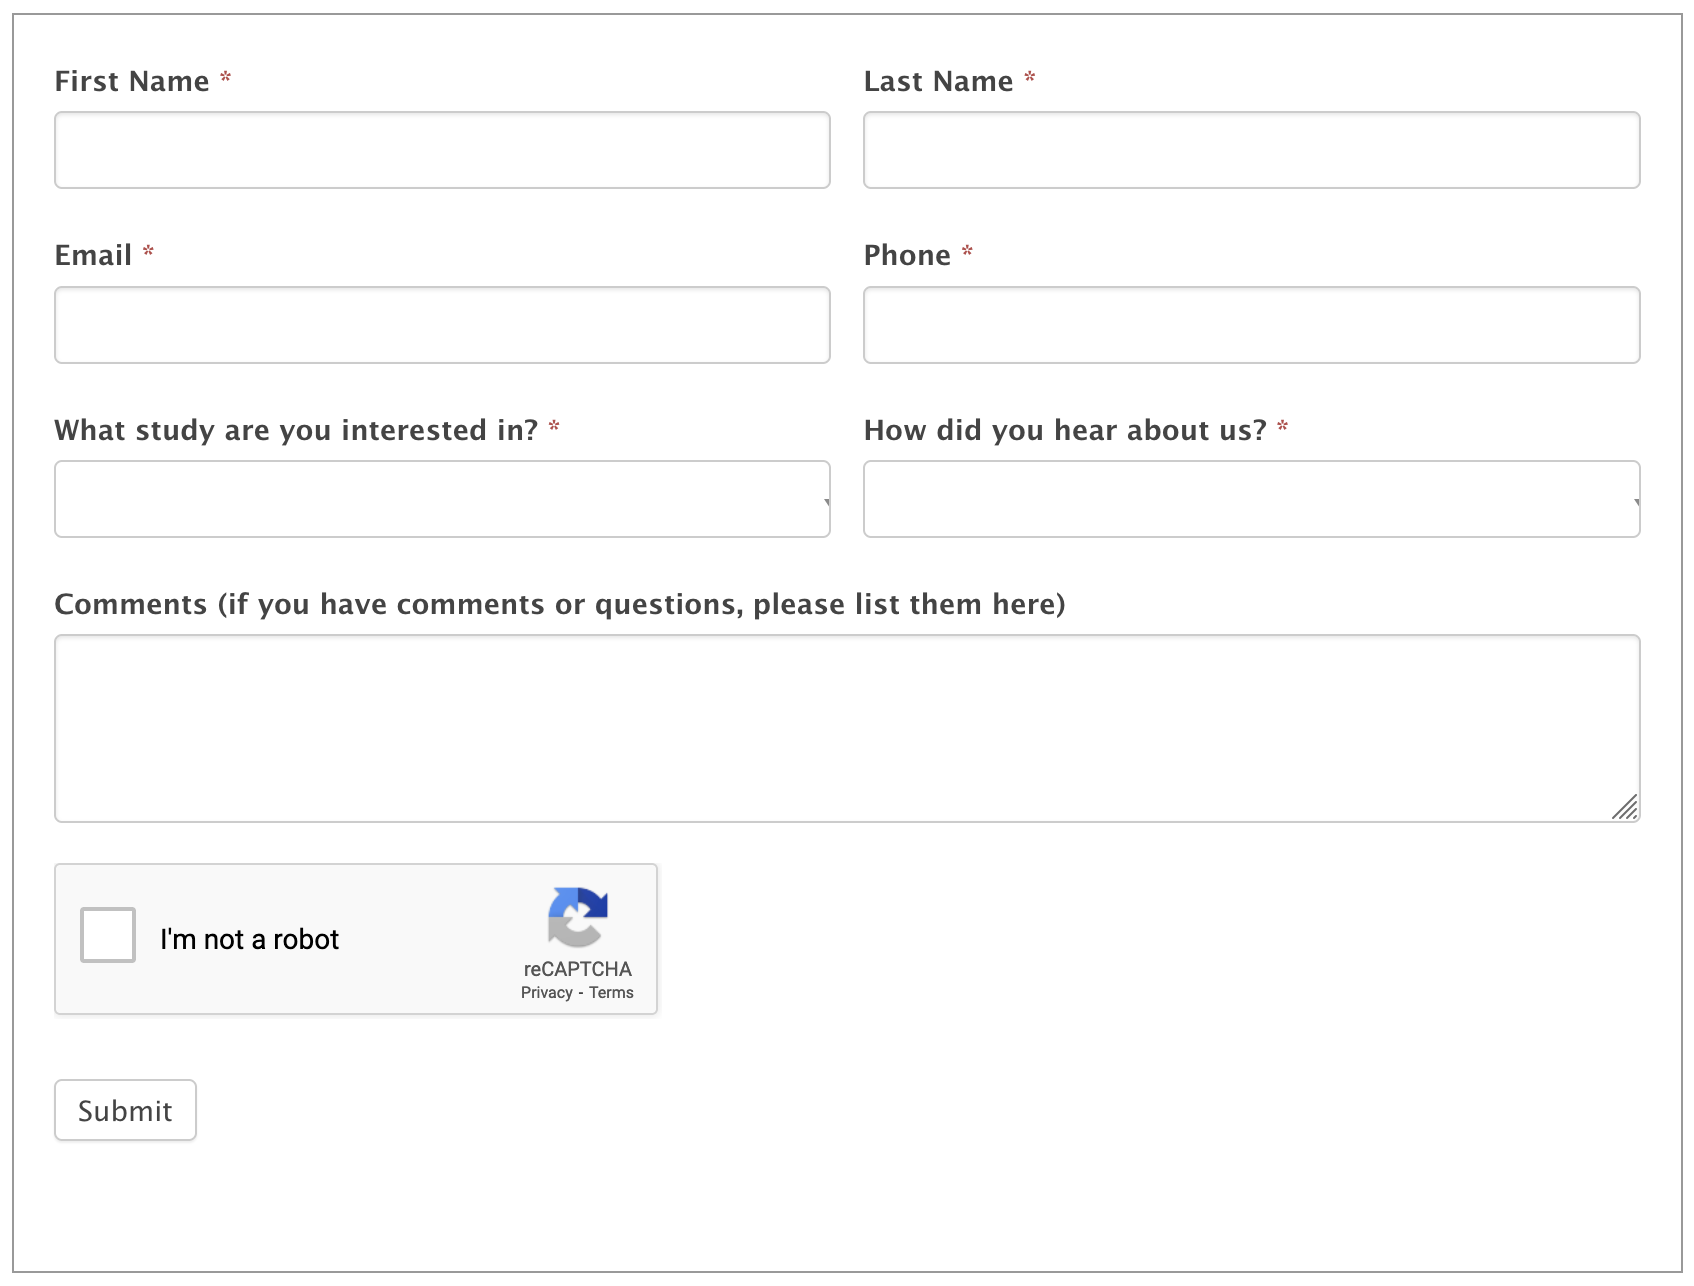 First Name *
Last Name *
Email *
Phone *
What study are you interested in? *
How did you hear about us? *
Comments (if you have comments or questions, please list them here)
I'm not a robot
reCAPTCHA
Privacy - Terms
Submit